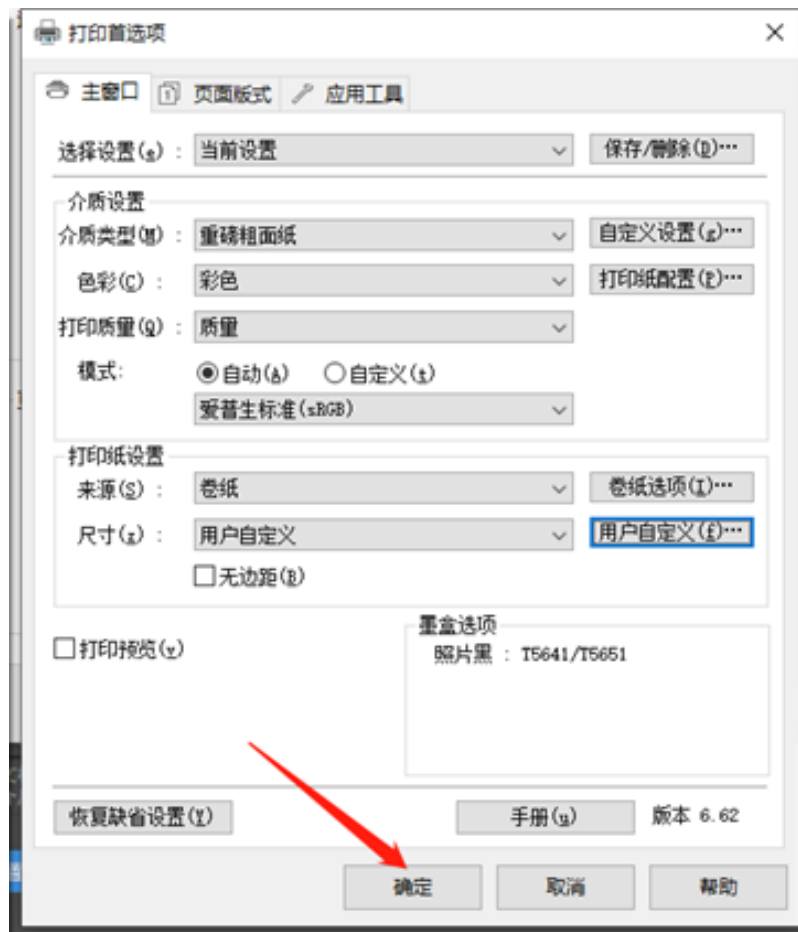 打印首选项
主窗口 页面版式 应用工具
选择设置(e) : 当前设置 保存/删除(D)…
介质设置
介质类型(M) : 重磅粗面纸 自定义设置(g)…
色彩(C) : 彩色 打印纸配置(P)…
打印质量(Q) : 质量
模式: 自动(A) 自定义(t)
爱普生标准(sRGB)
打印纸设置
来源(S) : 卷纸 卷纸选项(I)…
尺寸(z) : 用户自定义 用户自定义(f)…
无边距(B)
打印预览(v)
墨盒选项
照片黑 : T5641/T5651
恢复缺省设置(Y) 手册(u) 版本 6.62
确定 取消 帮助